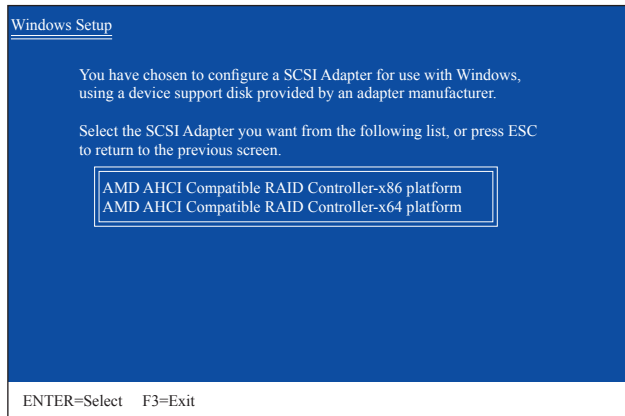 Windows Setup
You have chosen to configure a SCSI Adapter for use with Windows,
using a device support disk provided by an adapter manufacturer.
Select the SCSI Adapter you want from the following list, or press ESC
to return to the previous screen.
AMD AHCI Compatible RAID Controller-x86 platform
AMD AHCI Compatible RAID Controller-x64 platform
ENTER=Select F3=Exit